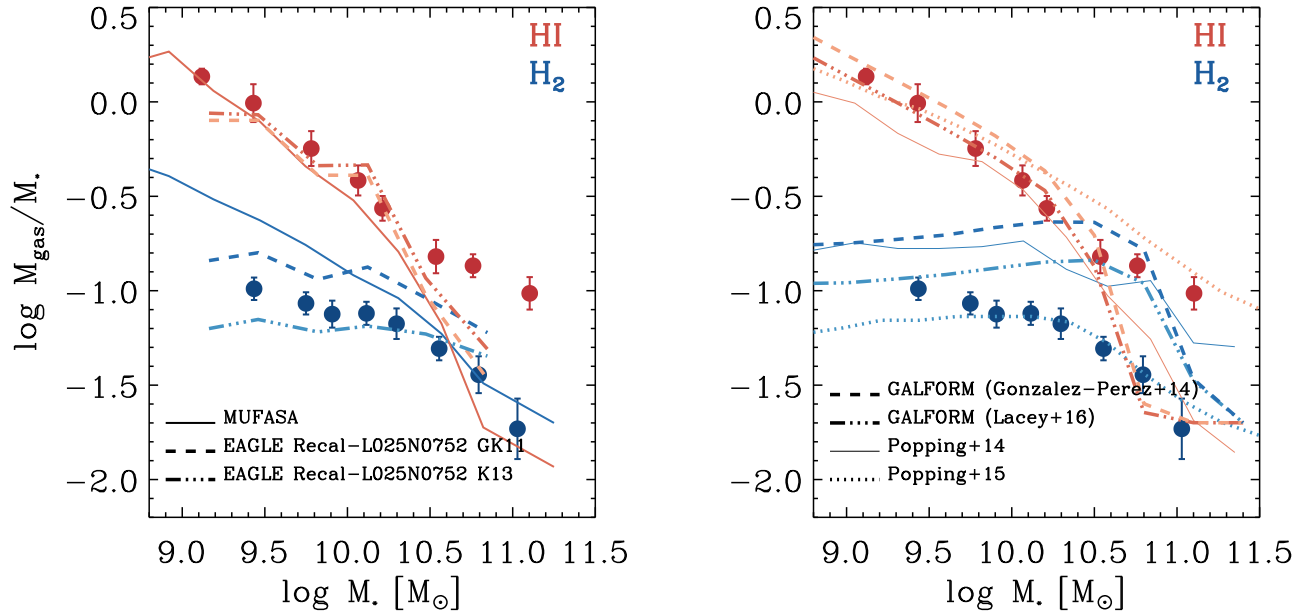 0.5
0.0
−0.5
−1.0
−1.5
−2.0
log M_gas/M_*
HI
H₂
MUFASA
EAGLE Recal−L025N0752 GK11
EAGLE Recal−L025N0752 K13
9.0 9.5 10.0 10.5 11.0 11.5
log M_* [M_⊙]
0.5
0.0
−0.5
−1.0
−1.5
−2.0
HI
H₂
GALFORM (Gonzalez−Perez+14)
GALFORM (Lacey+16)
Popping+14
Popping+15
9.0 9.5 10.0 10.5 11.0 11.5
log M_* [M_⊙]